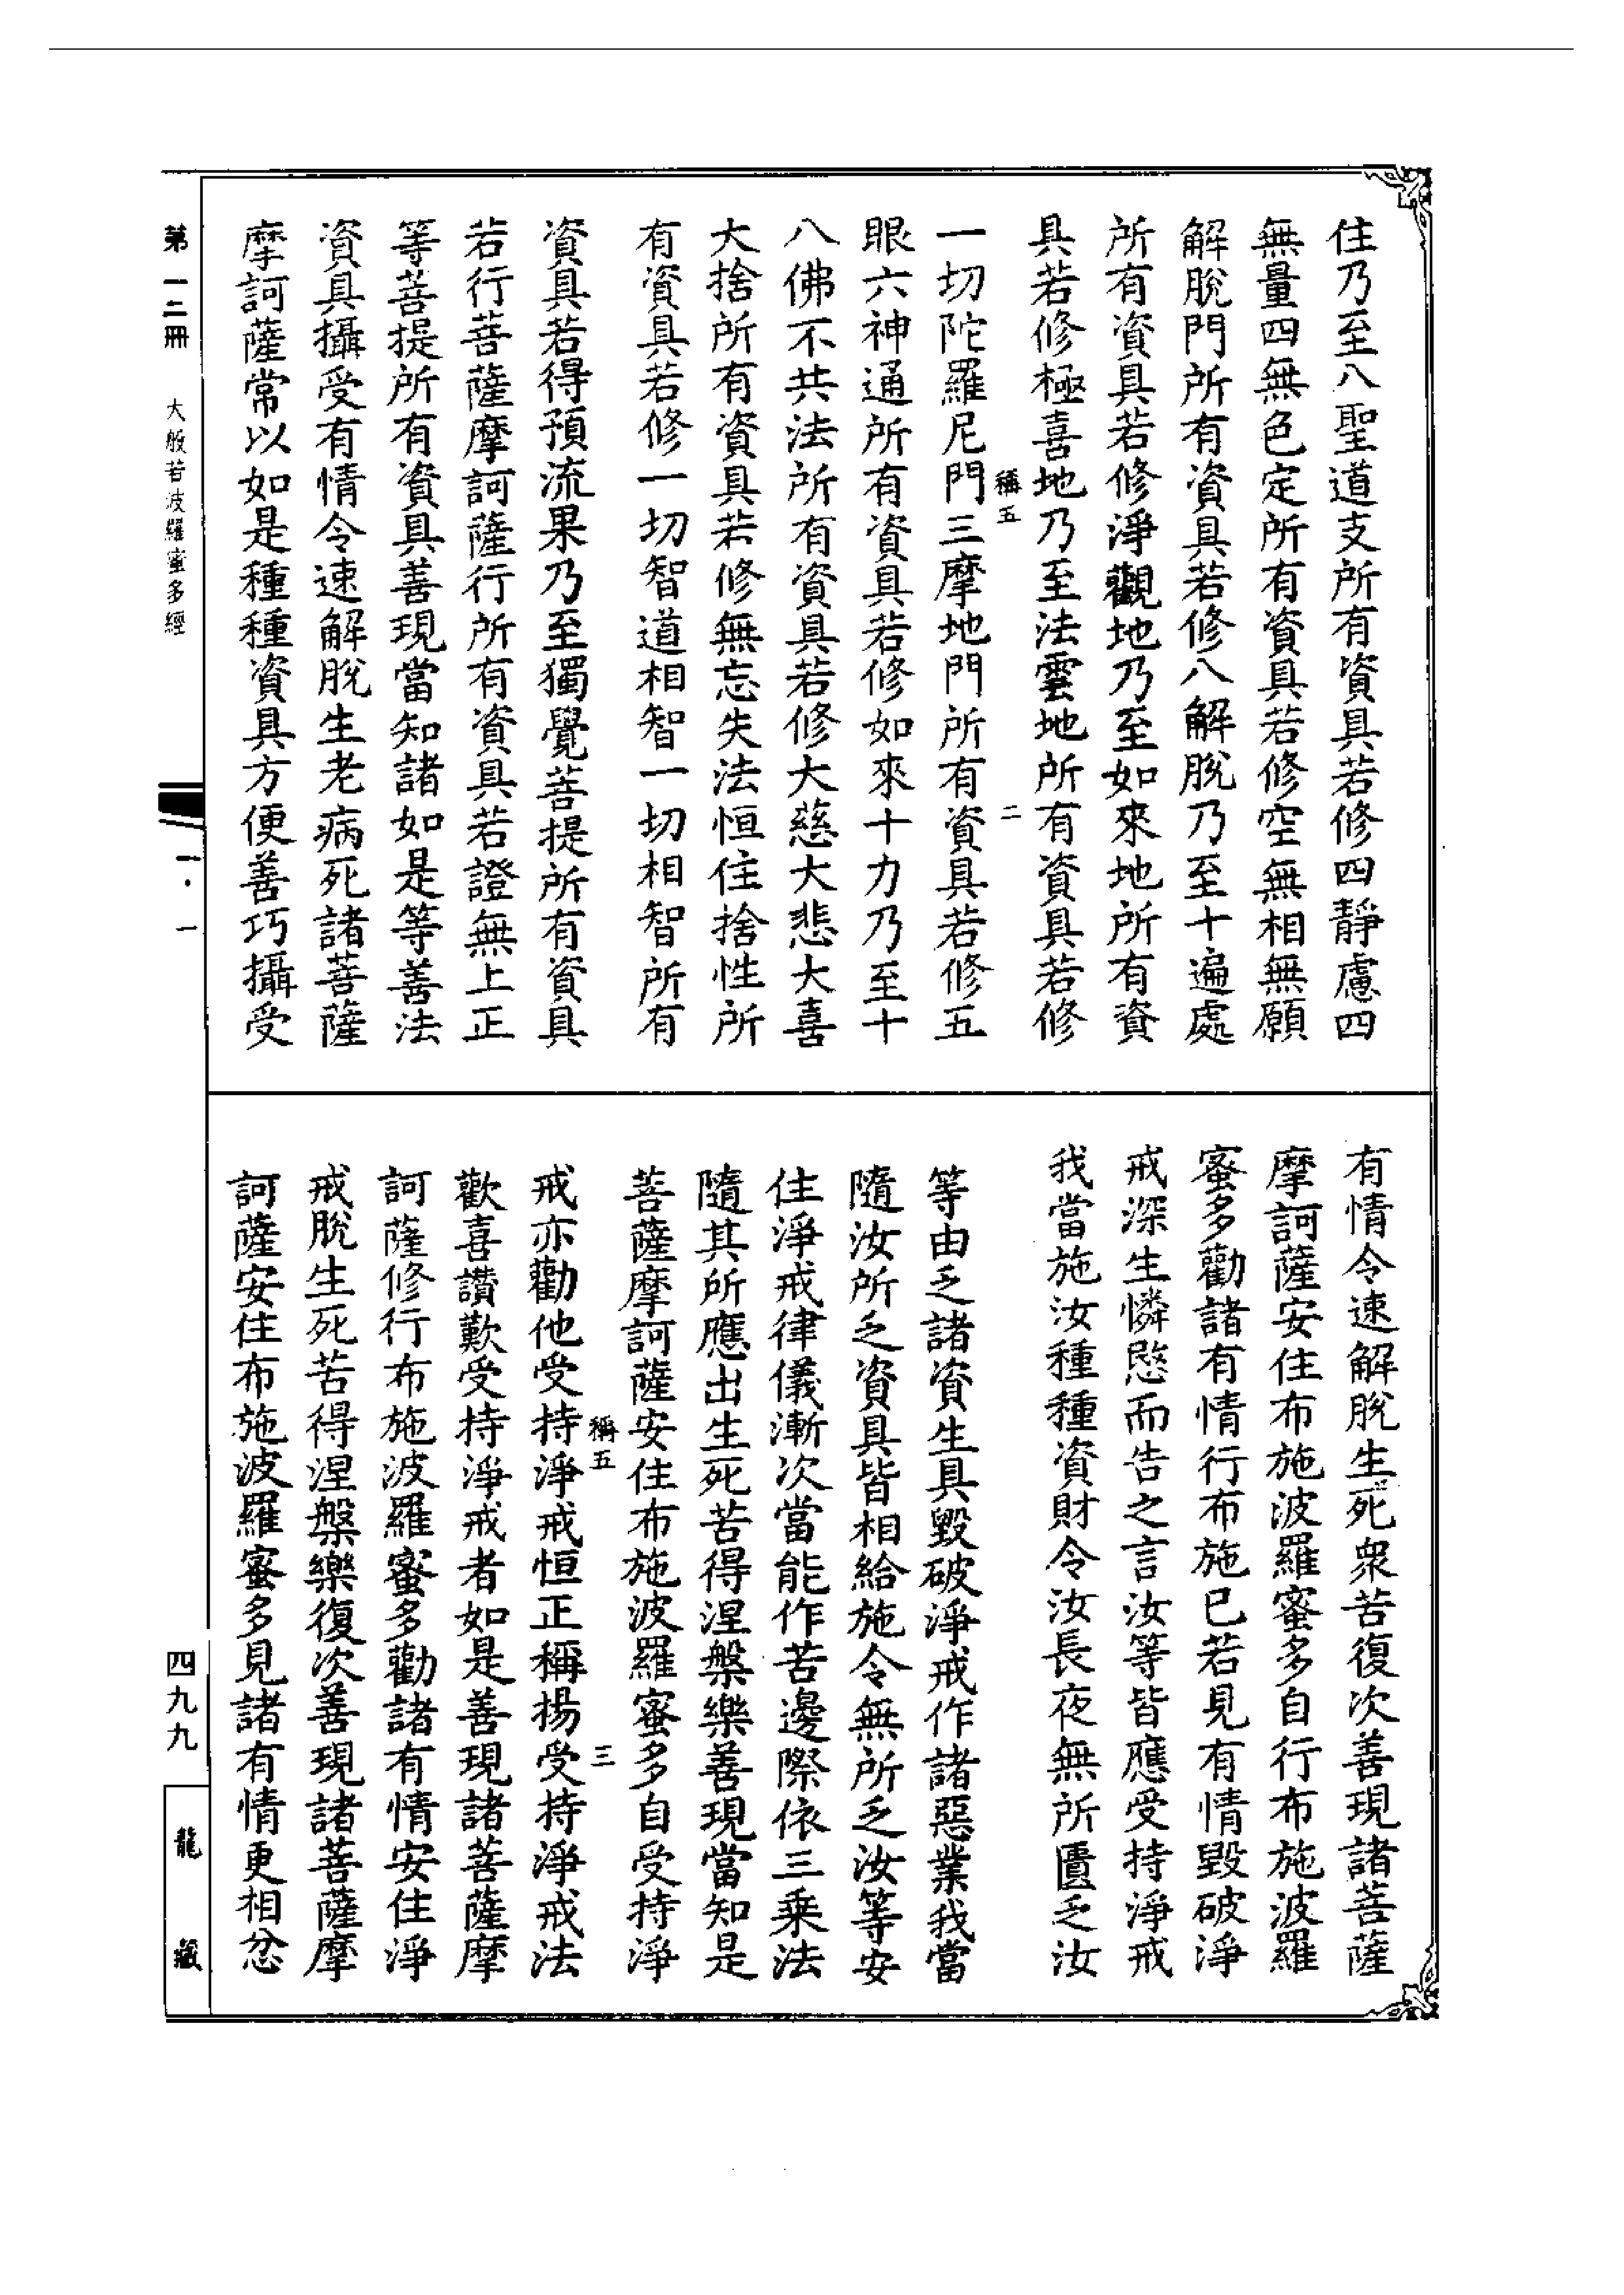 住乃至八聖道支所有資具若修四靜慮四
無量四無色定所有資具若修空無相無願
解脫門所有資具若修八解脫乃至十遍處
所有資具若修淨觀地乃至如來地所有資
具若修極喜地乃至法雲地所有資具若修
稱五
二
一切陀羅尼門三摩地門所有資具若修五
眼六神通所有資具若修如來十力乃至十
八佛不共法所有資具若修大慈大悲大喜
大捨所有資具若修無忘失法恒住捨性所
有資具若修一切智道相智一切相智所有
資具若得預流果乃至獨覺菩提所有資具
若行菩薩摩訶薩行所有資具若證無上正
等菩提所有資具善現當知諸如是等善法
資具攝受有情令速解脫生老病死諸菩薩
摩訶薩常以如是種種資具方便善巧攝受
有情令速解脫生死衆苦復次善現諸菩薩
摩訶薩安住布施波羅蜜多自行布施波羅
蜜多勸諸有情行布施已若見有情毀破淨
戒深生憐愍而告之言汝等皆應受持淨戒
我當施汝種種資財令汝長夜無所匱乏汝
等由乏諸資生具毀破淨戒作諸惡業我當
隨汝所乏資具皆相給施令無所乏汝等安
住淨戒律儀漸次當能作苦邊際依三乘法
隨其所應出生死苦得涅槃樂善現當知是
菩薩摩訶薩安住布施波羅蜜多自受持淨
稱五
三
戒亦勸他受持淨戒恒正稱揚受持淨戒法
歡喜讚歎受持淨戒者如是善現諸菩薩摩
訶薩修行布施波羅蜜多勸諸有情安住淨
戒脫生死苦得涅槃樂復次善現諸菩薩摩
訶薩安住布施波羅蜜多見諸有情更相忿
第一二冊
大般若波羅蜜多經
一·一
四九九
龍藏